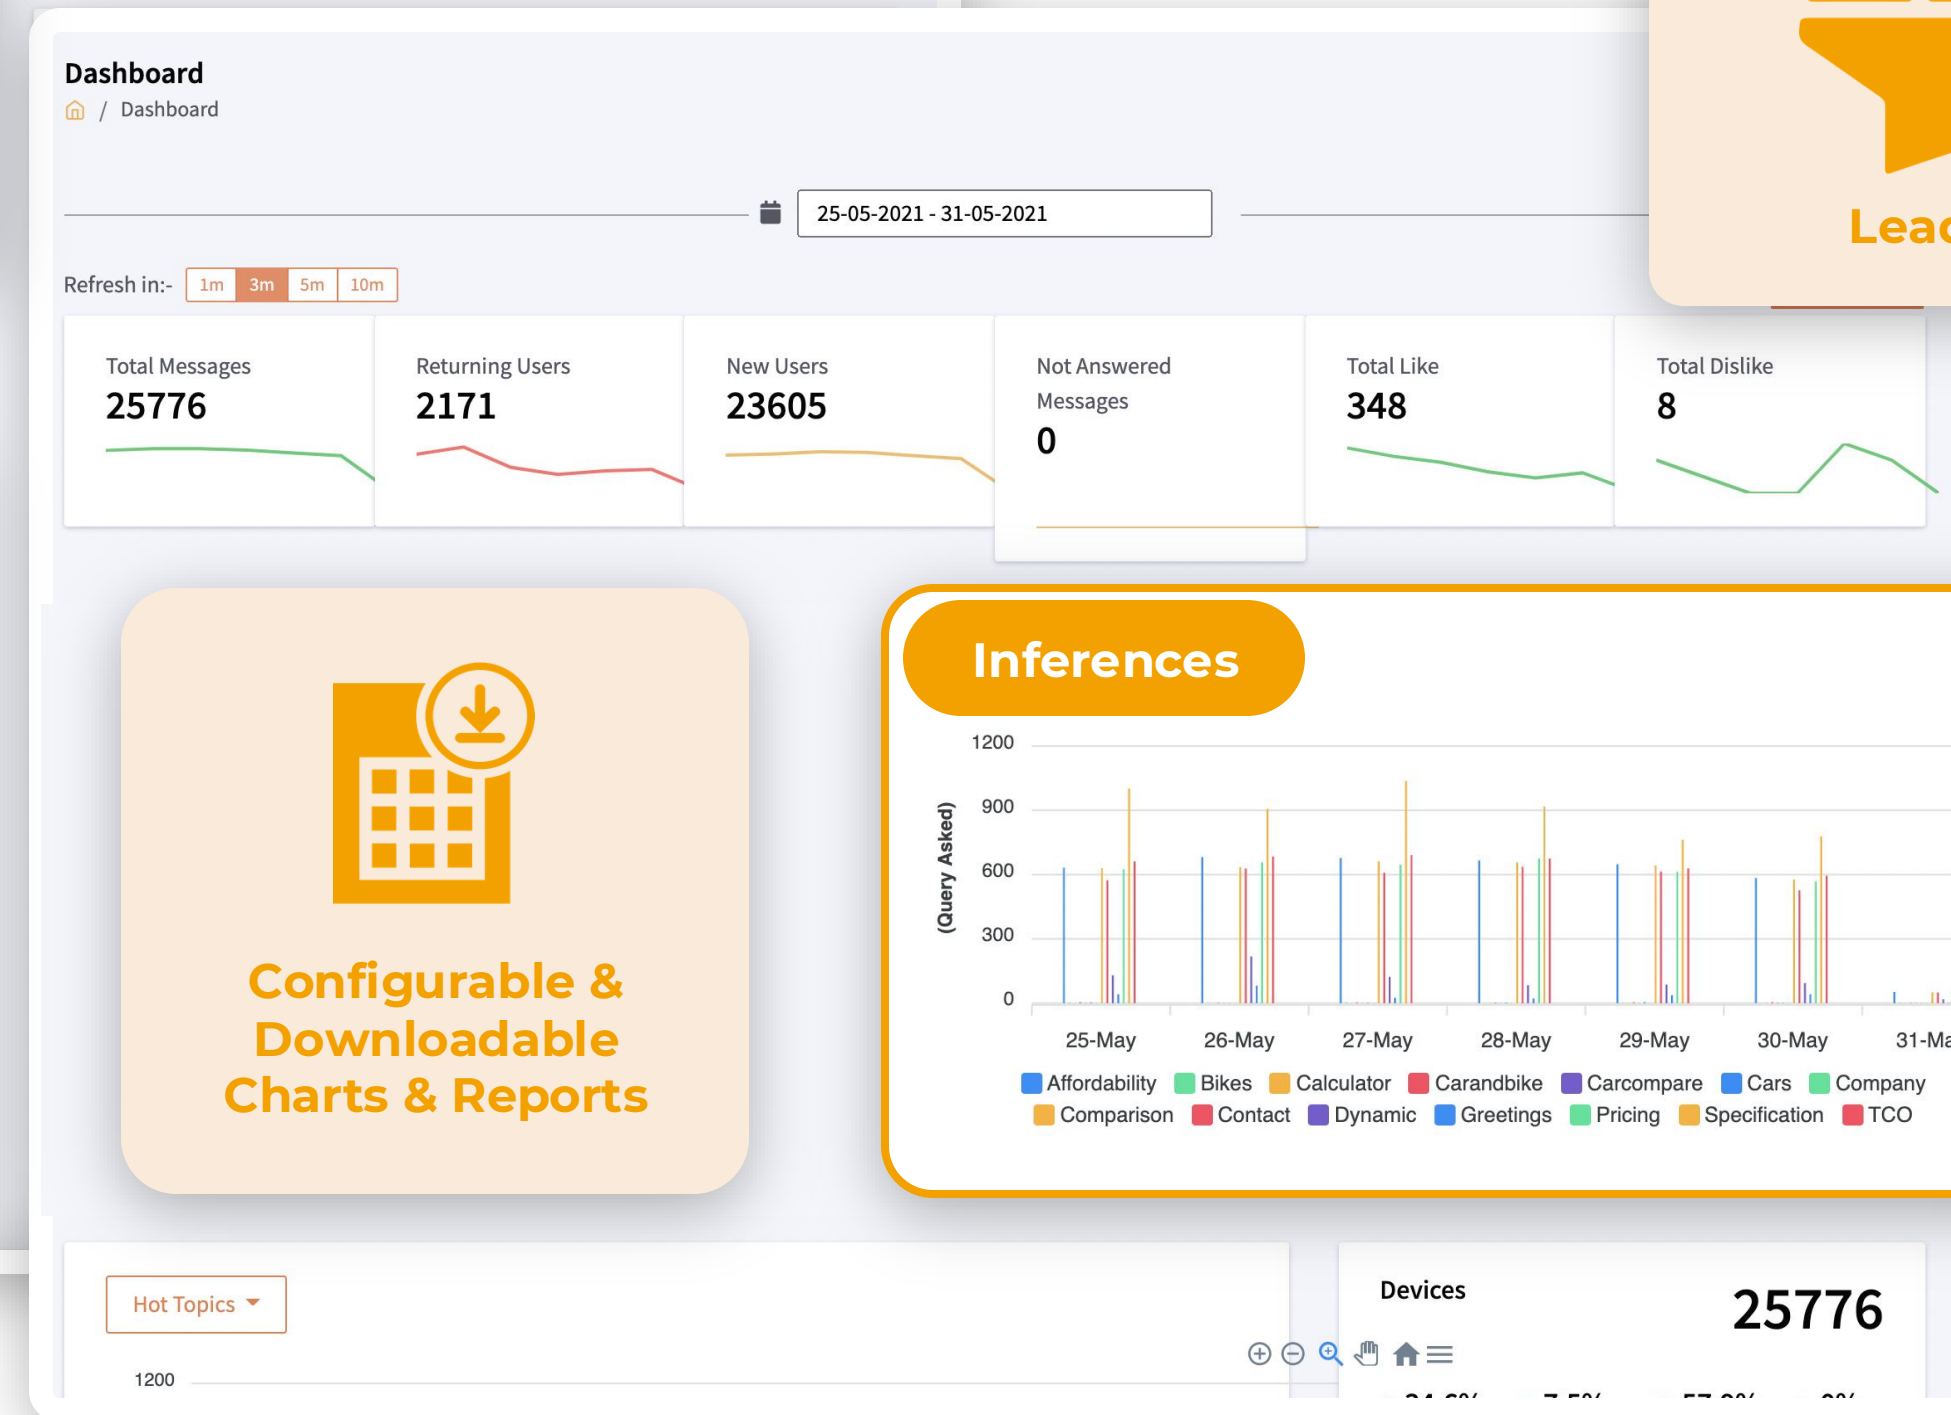 Dashboard
/ Dashboard
25-05-2021 - 31-05-2021
Refresh in:- 1m 3m 5m 10m
Total Messages
25776
Returning Users
2171
New Users
23605
Not Answered
Messages
0
Total Like
348
Total Dislike
8
Configurable &
Downloadable
Charts & Reports
Inferences
(Query Asked)
1200
900
600
300
0
25-May 26-May 27-May 28-May 29-May 30-May
Affordability Bikes Calculator Carandbike Carcompare Cars Company
Comparison Contact Dynamic Greetings Pricing Specification TCO
Hot Topics
1200
Devices
25776